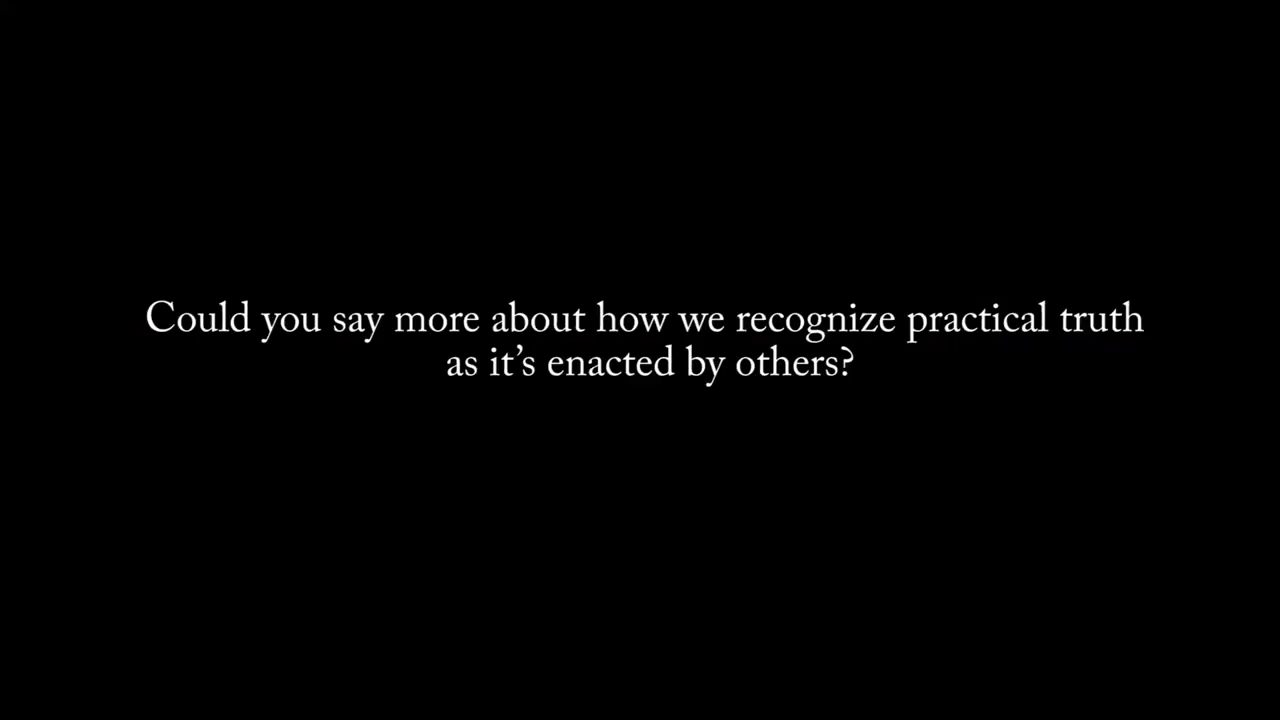 Could you say more about how we recognize practical truth
as it’s enacted by others?